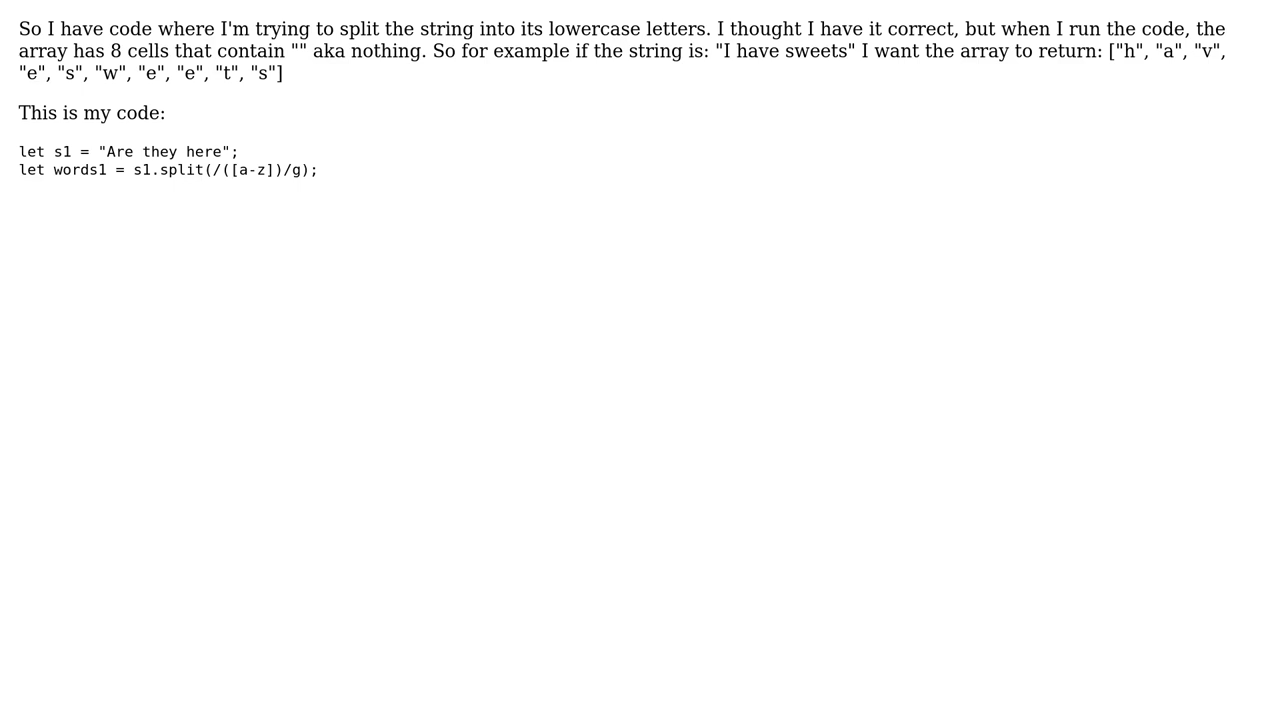 So I have code where I'm trying to split the string into its lowercase letters. I thought I have it correct, but when I run the code, the
array has 8 cells that contain "" aka nothing. So for example if the string is: "I have sweets" I want the array to return: ["h", "a", "v",
"e", "s", "w", "e", "e", "t", "s"]
This is my code:
let s1 = "Are they here";
let words1 = s1.split(/([a-z])/g);